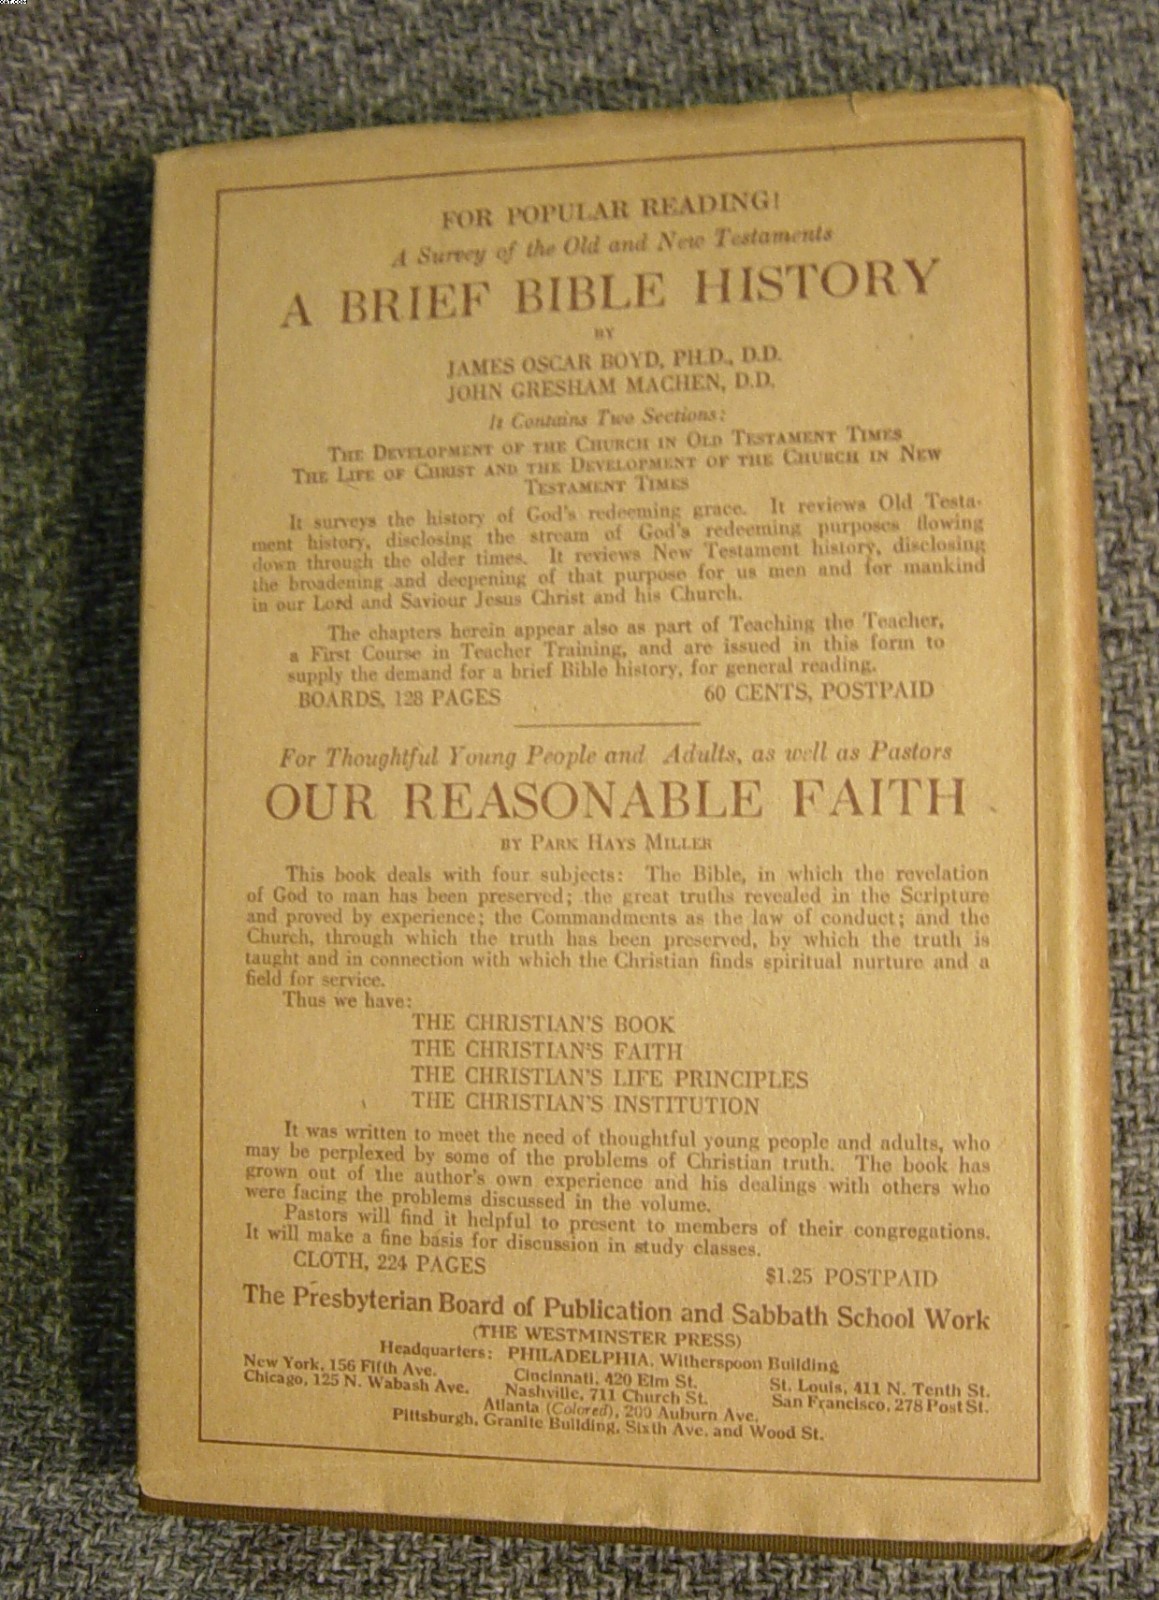 FOR POPULAR READING!
A Survey of the Old and New Testaments
A BRIEF BIBLE HISTORY
BY
JAMES OSCAR BOYD, PH.D., D.D.
JOHN GRESHAM MACHEN, D.D.
It Contains Two Sections:
THE DEVELOPMENT OF THE CHURCH IN OLD TESTAMENT TIMES
THE LIFE OF CHRIST AND THE DEVELOPMENT OF THE CHURCH IN NEW
TESTAMENT TIMES
It surveys the history of God's redeeming grace. It reviews Old Testa-
ment history, disclosing the stream of God's redeeming purposes flowing
down through the older times. It reviews New Testament history, disclosing
the broadening and deepening of that purpose for us men and for mankind
in our Lord and Saviour Jesus Christ and his Church.
The chapters herein appear also as part of Teaching the Teacher,
a First Course in Teacher Training, and are issued in this form to
supply the demand for a brief Bible history, for general reading.
BOARDS, 128 PAGES 60 CENTS, POSTPAID
For Thoughtful Young People and Adults, as well as Pastors
OUR REASONABLE FAITH
BY PARK HAYS MILLER
This book deals with four subjects: The Bible, in which the revelation
of God to man has been preserved; the great truths revealed in the Scripture
and proved by experience; the Commandments as the law of conduct; and the
Church, through which the truth has been preserved, by which the truth is
taught and in connection with which the Christian finds spiritual nurture and a
field for service.
Thus we have:
THE CHRISTIAN'S BOOK
THE CHRISTIAN'S FAITH
THE CHRISTIAN'S LIFE PRINCIPLES
THE CHRISTIAN'S INSTITUTION
It was written to meet the need of thoughtful young people and adults, who
may be perplexed by some of the problems of Christian truth. The book has
grown out of the author's own experience and his dealings with others who
were facing the problems discussed in the volume.
Pastors will find it helpful to present to members of their congregations.
It will make a fine basis for discussion in study classes.
CLOTH, 224 PAGES $1.25 POSTPAID
The Presbyterian Board of Publication and Sabbath School Work
(THE WESTMINSTER PRESS)
Headquarters: PHILADELPHIA, Witherspoon Building
New York, 156 Fifth Ave. Cincinnati, 420 Elm St. St. Louis, 411 N. Tenth St.
Chicago, 125 N. Wabash Ave. Nashville, 711 Church St. San Francisco, 278 Post St.
Atlanta (Colored), 200 Auburn Ave.
Pittsburgh, Granite Building, Sixth Ave. and Wood St.